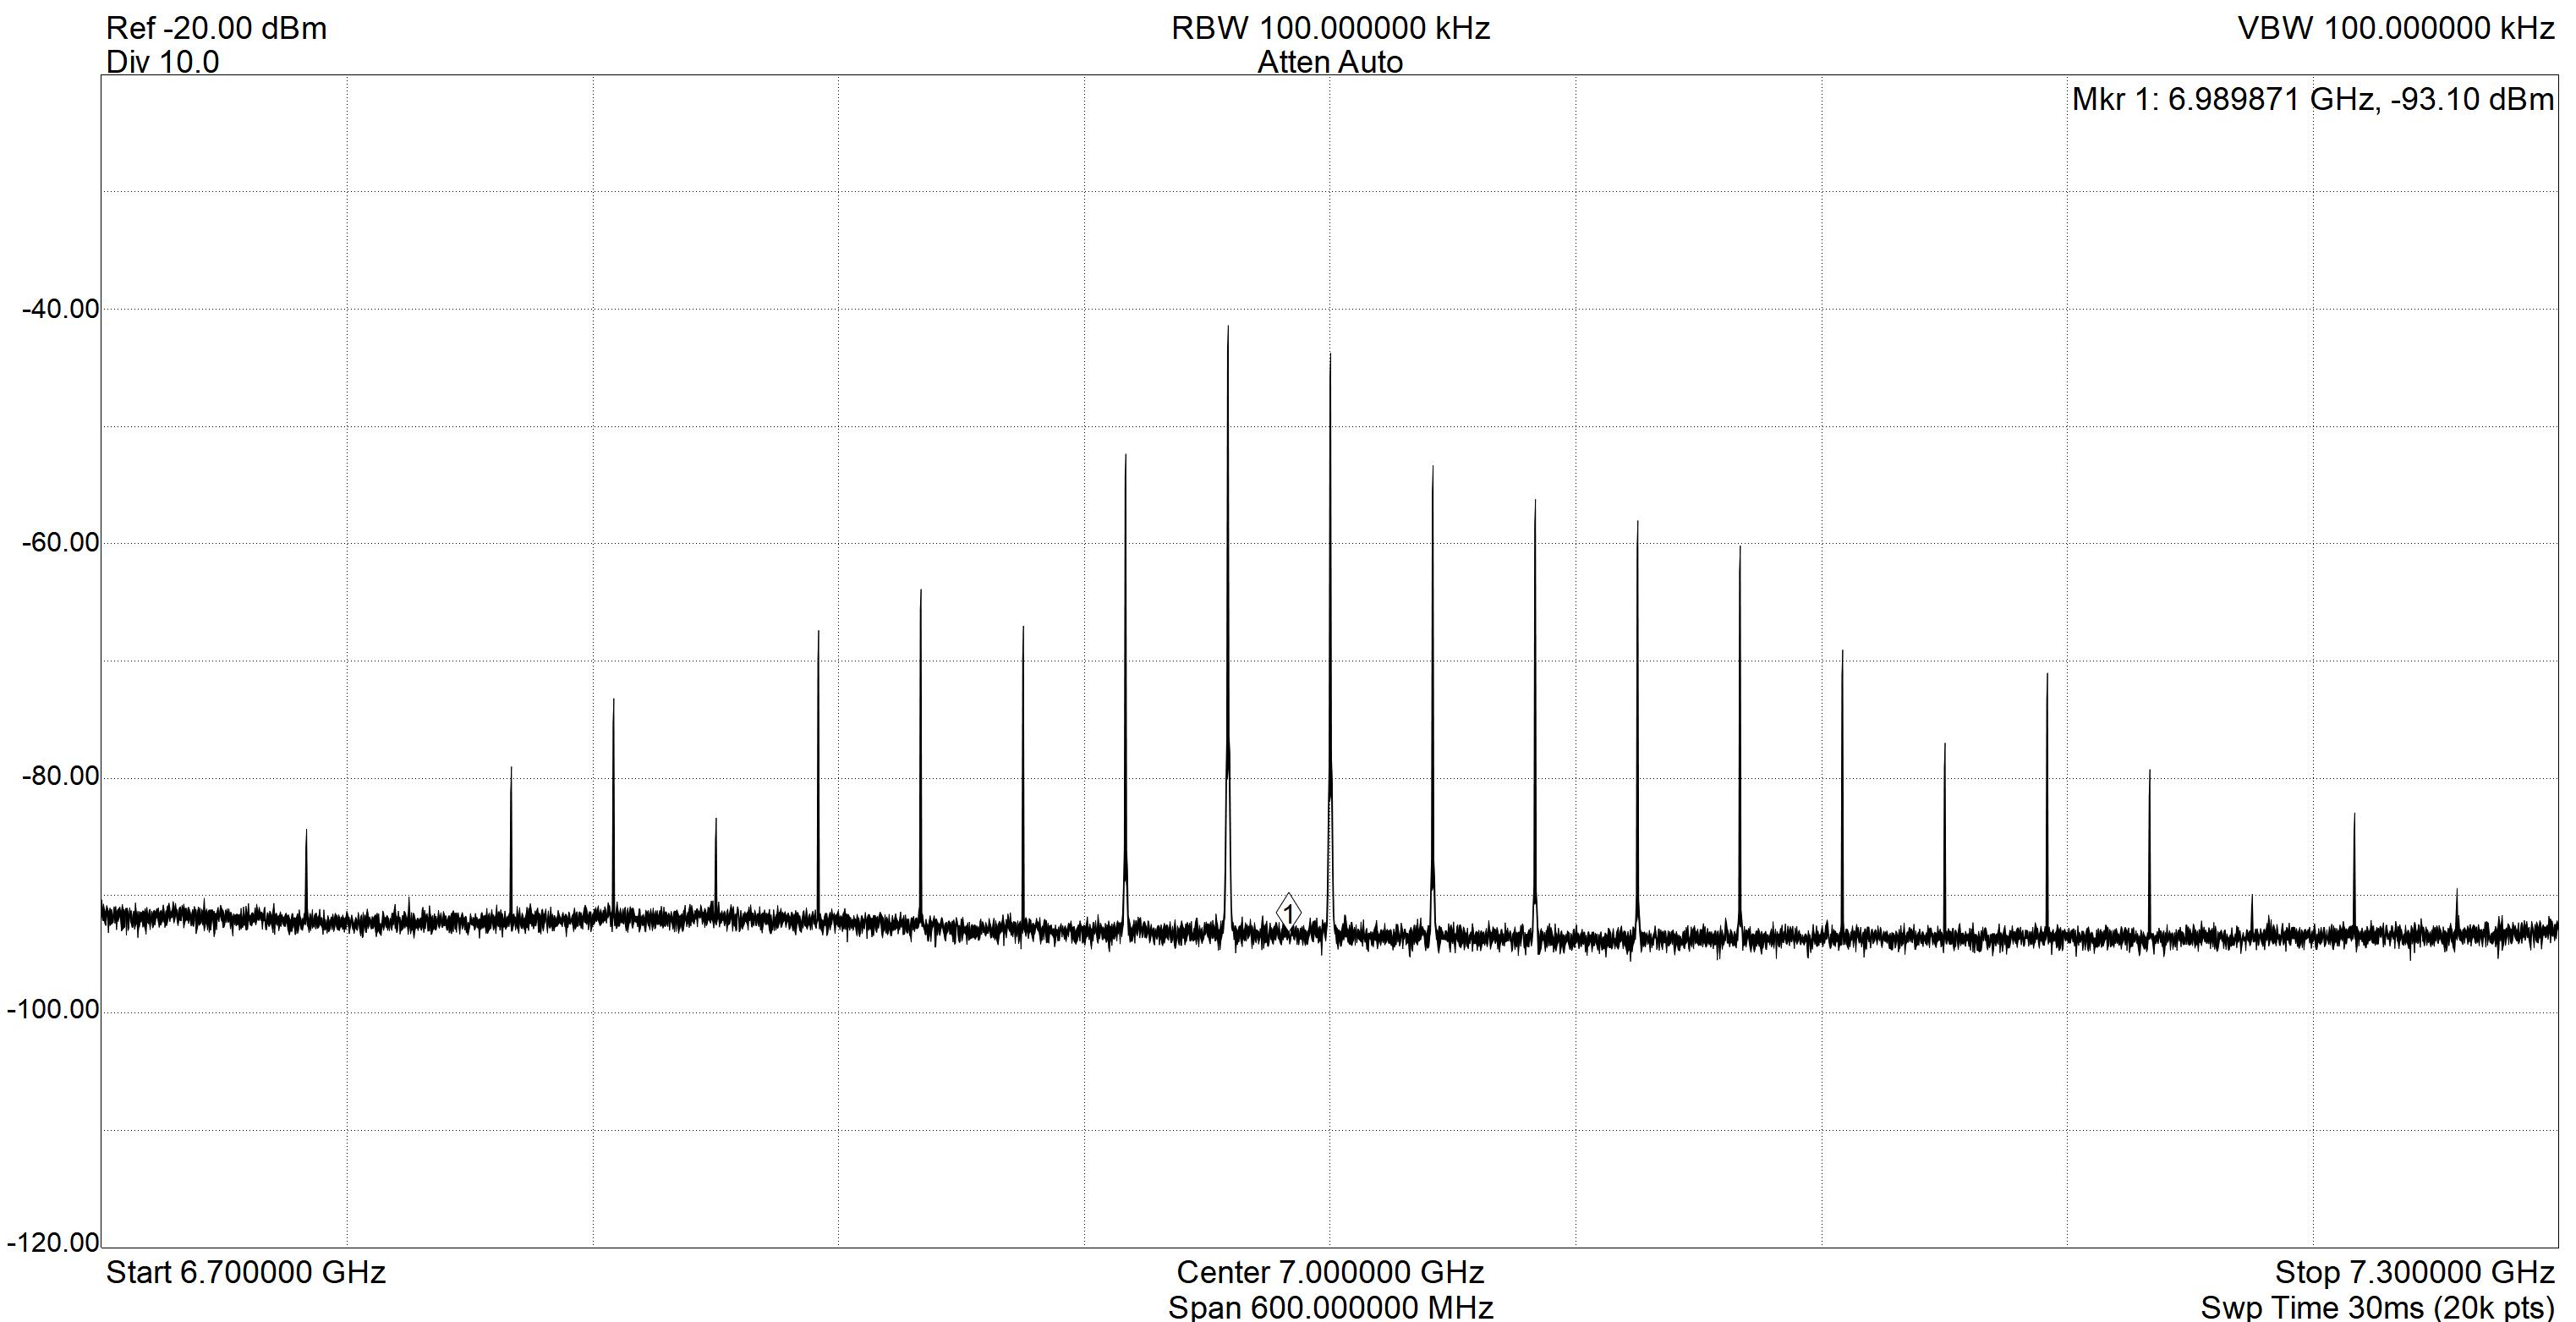 Ref -20.00 dBm
RBW 100.000000 kHz
VBW 100.000000 kHz
Div 10.0
Atten Auto
Mkr 1: 6.989871 GHz, -93.10 dBm
-40.00
-60.00
-80.00
1
-100.00
-120.00
Start 6.700000 GHz
Center 7.000000 GHz
Stop 7.300000 GHz
Span 600.000000 MHz
Swp Time 30ms (20k pts)